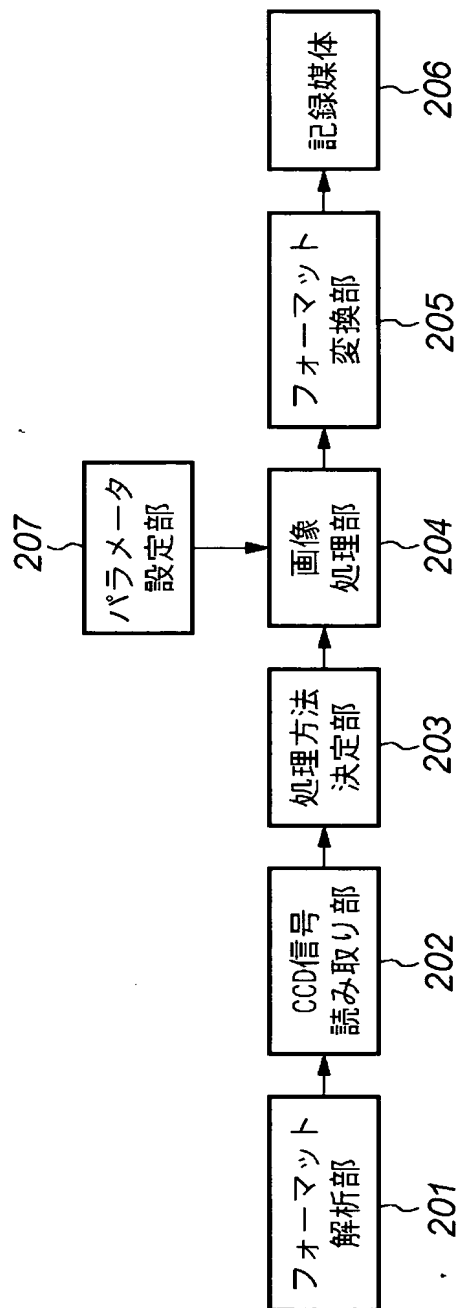 パラメータ
設定部
207
フォーマット
解析部
201
CCD信号
読み取り部
202
処理方法
決定部
203
画像
処理部
204
フォーマット
変換部
205
記録媒体
206